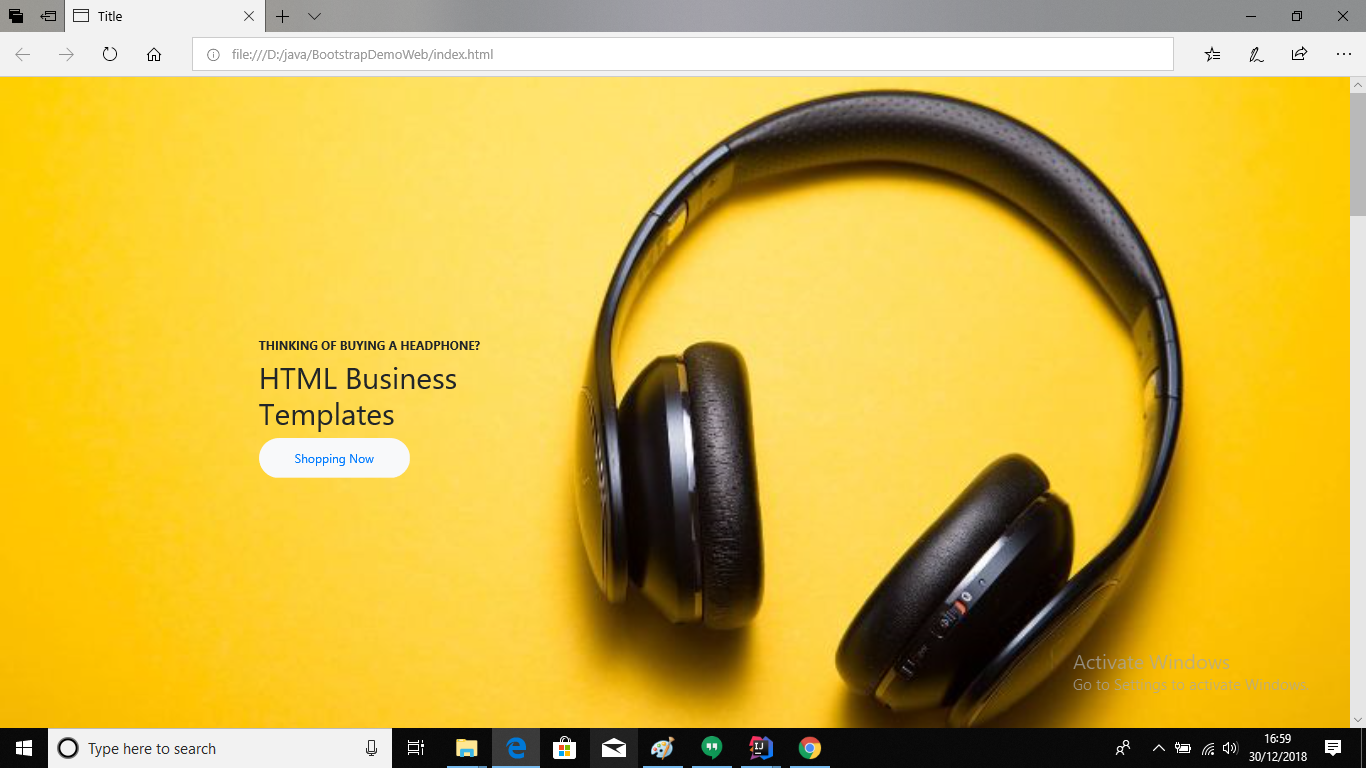 Title
file:///D:/java/BootstrapDemoWeb/index.html
THINKING OF BUYING A HEADPHONE?
HTML Business
Templates
Shopping Now
Activate Windows
Go to Settings to activate Windows.
Type here to search
16:59
30/12/2018